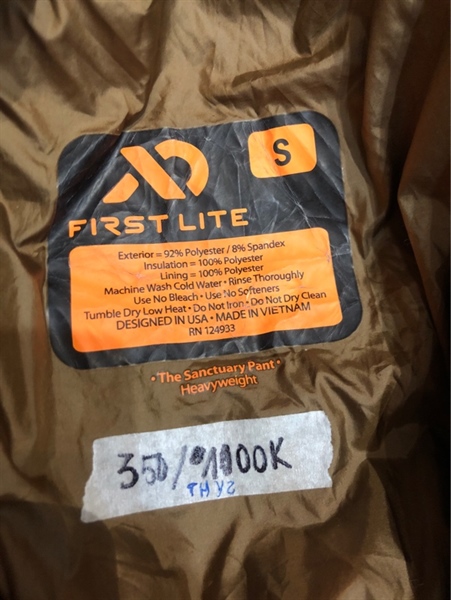 S
FIRST LITE
Exterior = 92% Polyester / 8% Spandex
Insulation = 100% Polyester
Lining = 100% Polyester
Machine Wash Cold Water • Rinse Thoroughly
Use No Bleach • Use No Softeners
Tumble Dry Low Heat • Do Not Iron • Do Not Dry Clean
DESIGNED IN USA • MADE IN VIETNAM
RN 124933
• The Sanctuary Pant •
Heavyweight